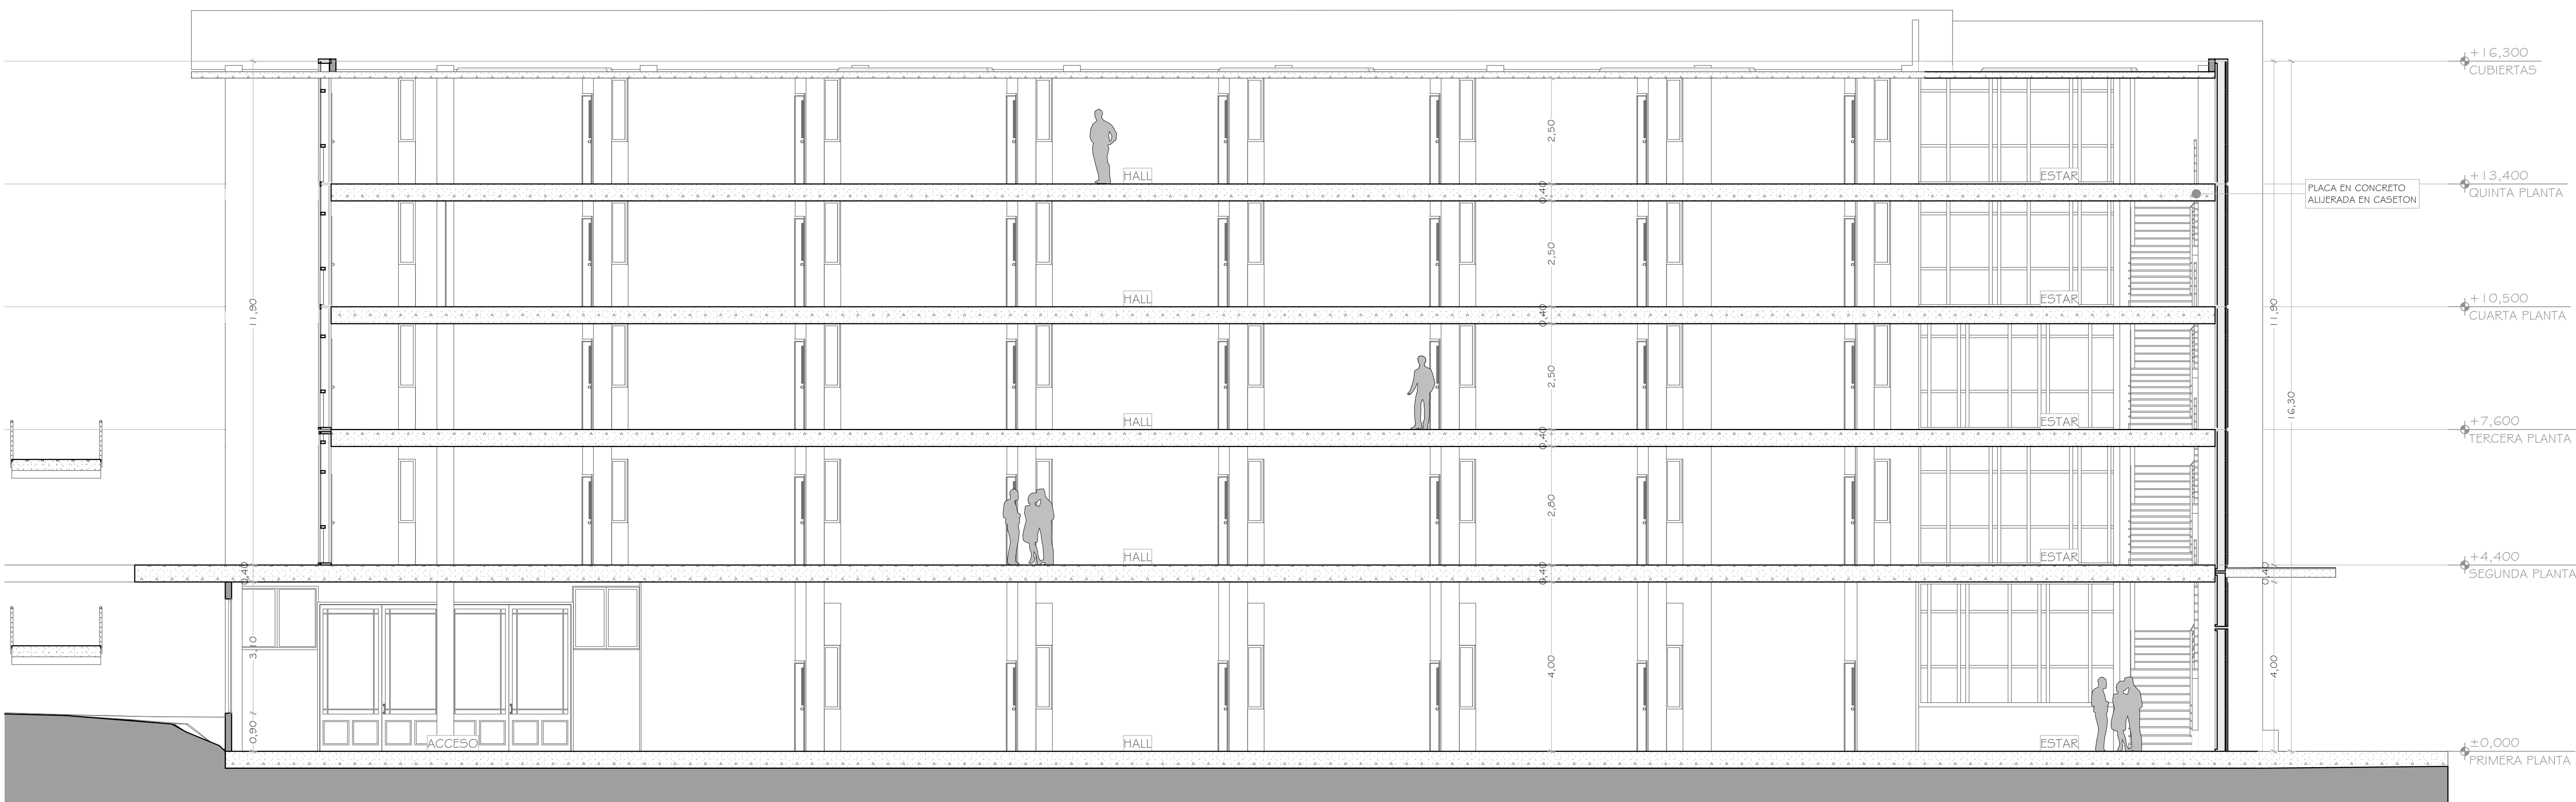 +16,300
CUBIERTAS
2,50
HALL
ESTAR
+13,400
QUINTA PLANTA
0,40
PLACA EN CONCRETO
ALIJERADA EN CASETON
2,50
HALL
ESTAR
+10,500
CUARTA PLANTA
11,90
0,40
11,90
2,50
16,30
HALL
ESTAR
+7,600
TERCERA PLANTA
0,40
2,80
HALL
ESTAR
+4,400
SEGUNDA PLANTA
0,40
0,40
0,40
3,10
4,00
4,00
0,90
ACCESO
HALL
ESTAR
±0,000
PRIMERA PLANTA